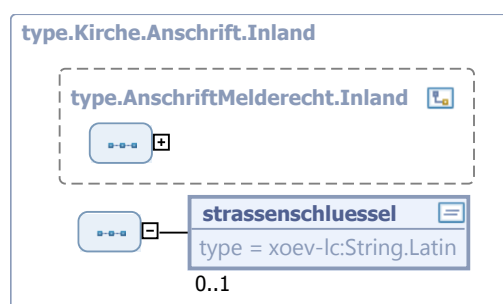 type.Kirche.Anschrift.Inland
type.AnschriftMelderecht.Inland
strassenschluessel
type = xoev-lc:String.Latin
0..1